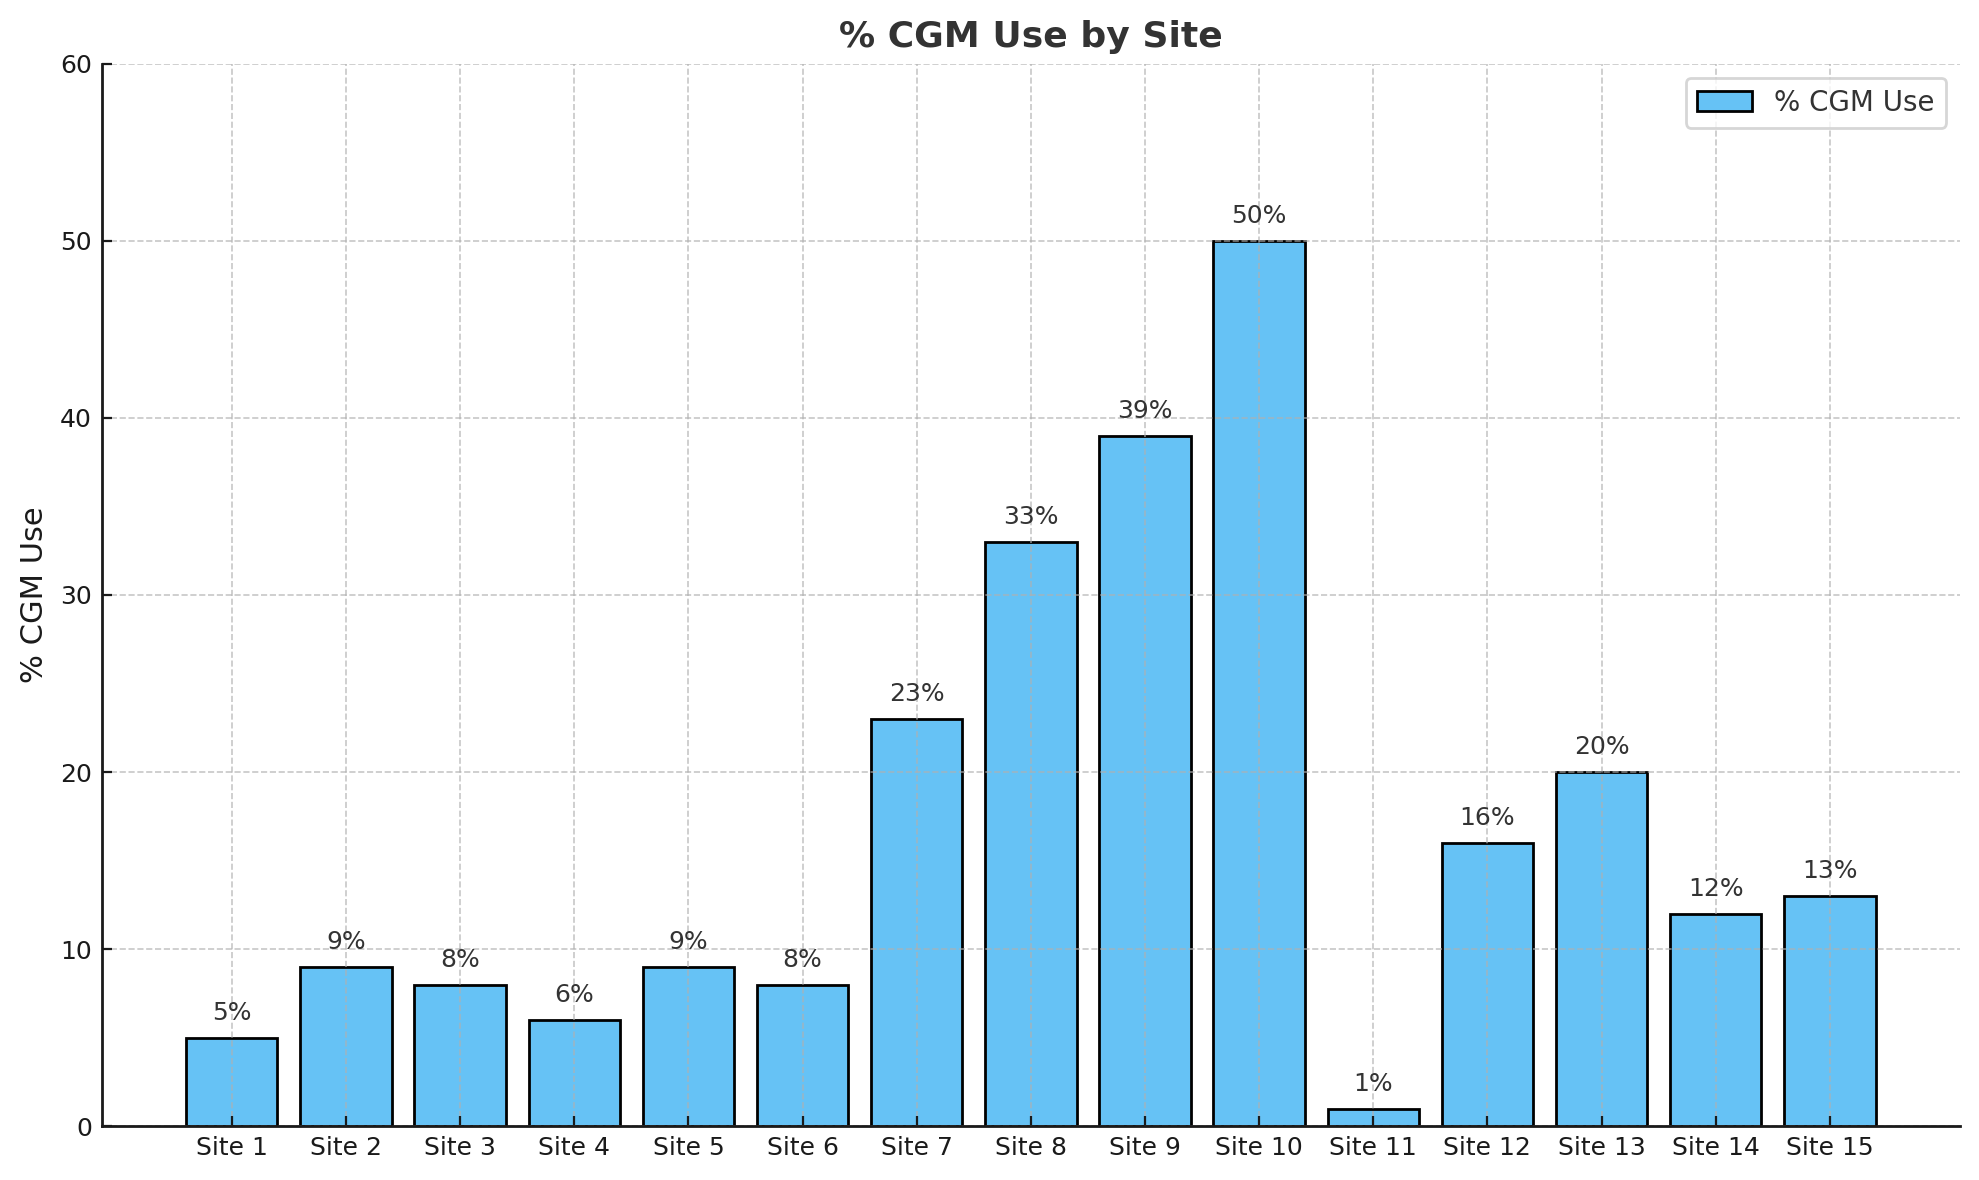 % CGM Use by Site
% CGM Use
60
50
40
30
20
10
0
% CGM Use
5%
9%
8%
6%
9%
8%
23%
33%
39%
50%
1%
16%
20%
12%
13%
Site 1
Site 2
Site 3
Site 4
Site 5
Site 6
Site 7
Site 8
Site 9
Site 10
Site 11
Site 12
Site 13
Site 14
Site 15